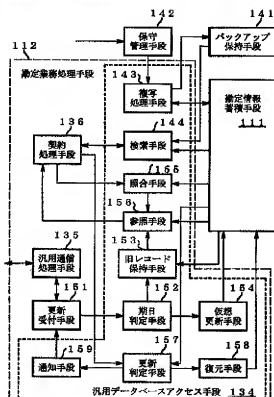 142
141
112
保守
管理手段
バックアップ
保持手段
勘定業務処理手段
143
複写
処理手段
136
144
勘定情報
蓄積手段
111
契約
処理手段
検索手段
155
照合手段
156
参照手段
135
153
汎用通信
処理手段
旧レコード
保持手段
151
152
154
更新
受付手段
期日
判定手段
仮想
更新手段
159
157
158
通知手段
更新
判定手段
復元手段
汎用データベースアクセス手段 134